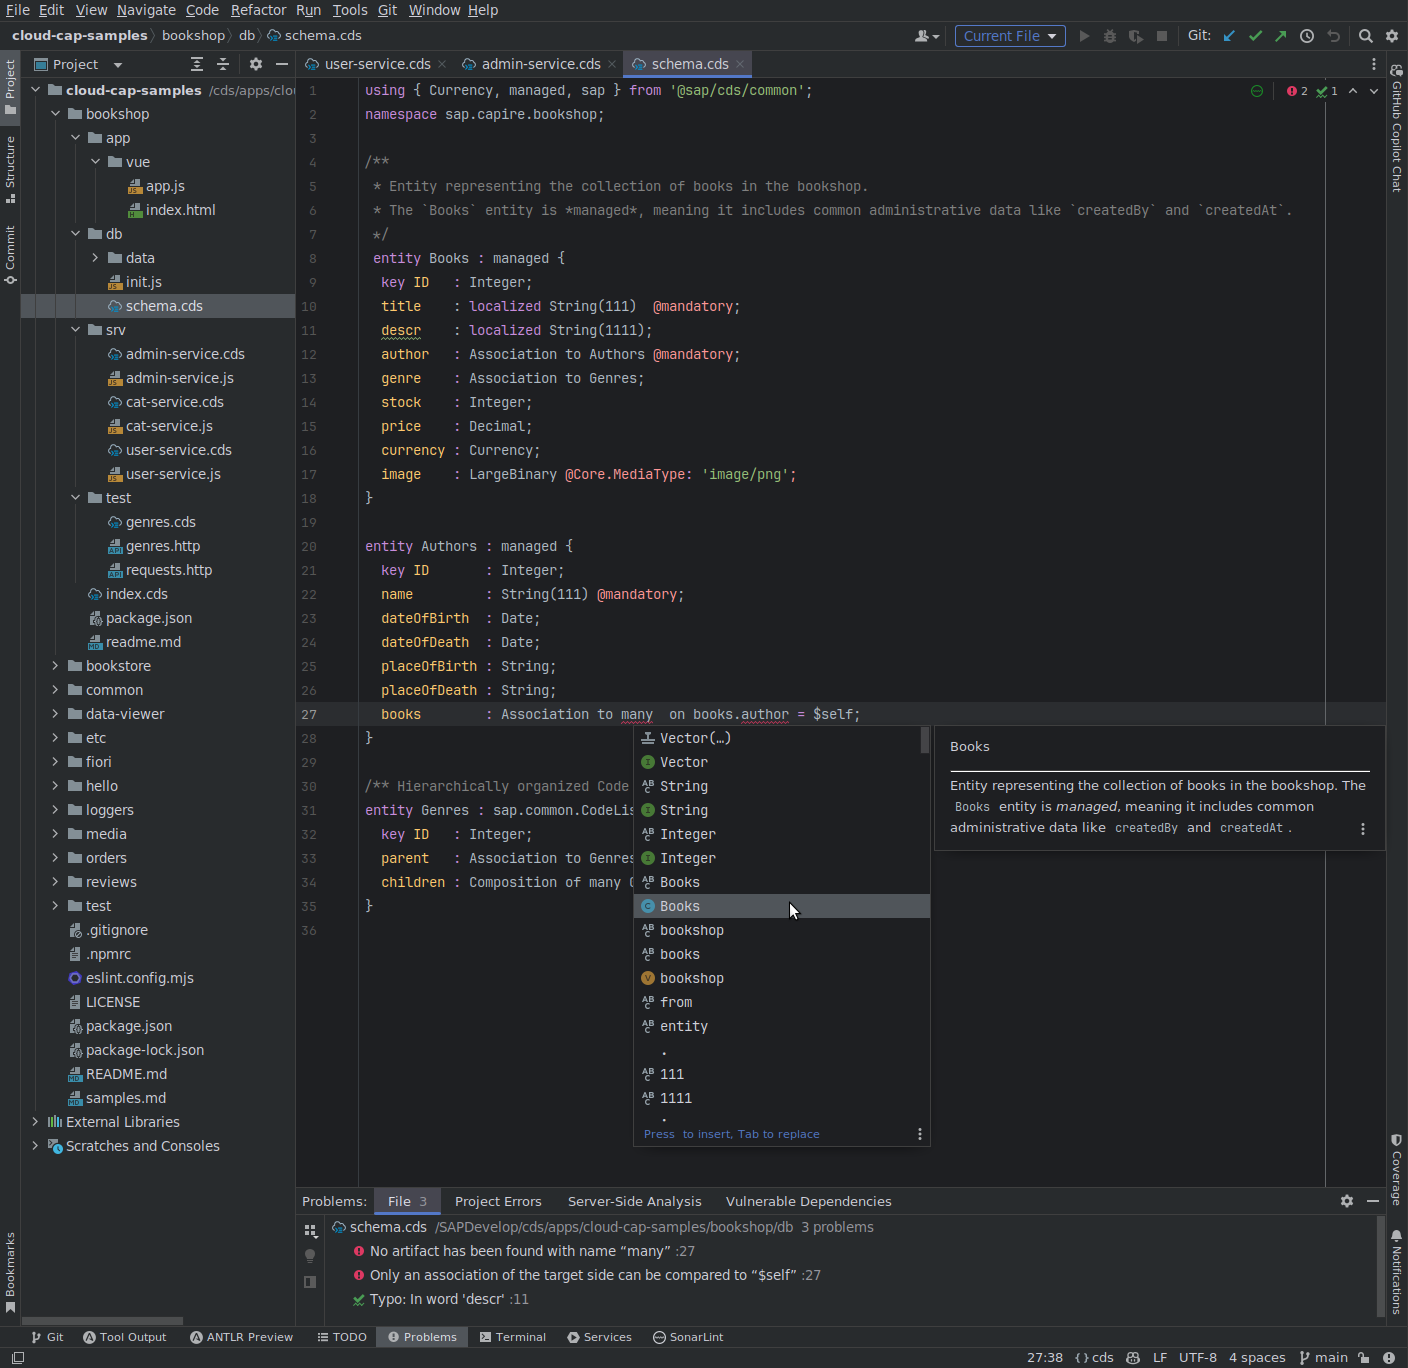 File Edit View Navigate Code Refactor Run Tools Git Window Help
cloud-cap-samples bookshop db schema.cds Current File Git:
Project user-service.cds admin-service.cds schema.cds
Project
Structure
Commit
Bookmarks
cloud-cap-samples /cds/apps/clou
bookshop
app
vue
app.js
index.html
db
data
init.js
schema.cds
srv
admin-service.cds
admin-service.js
cat-service.cds
cat-service.js
user-service.cds
user-service.js
test
genres.cds
genres.http
requests.http
index.cds
package.json
readme.md
bookstore
common
data-viewer
etc
fiori
hello
loggers
media
orders
reviews
test
.gitignore
.npmrc
eslint.config.mjs
LICENSE
package.json
package-lock.json
README.md
samples.md
External Libraries
Scratches and Consoles
2 1
1 using { Currency, managed, sap } from '@sap/cds/common';
2 namespace sap.capire.bookshop;
3
4 /**
5 * Entity representing the collection of books in the bookshop.
6 * The `Books` entity is *managed*, meaning it includes common administrative data like `createdBy` and `createdAt`.
7 */
8 entity Books : managed {
9 key ID : Integer;
10 title : localized String(111) @mandatory;
11 descr : localized String(1111);
12 author : Association to Authors @mandatory;
13 genre : Association to Genres;
14 stock : Integer;
15 price : Decimal;
16 currency : Currency;
17 image : LargeBinary @Core.MediaType: 'image/png';
18 }
19
20 entity Authors : managed {
21 key ID : Integer;
22 name : String(111) @mandatory;
23 dateOfBirth : Date;
24 dateOfDeath : Date;
25 placeOfBirth : String;
26 placeOfDeath : String;
27 books : Association to many on books.author = $self;
28 }
29
30 /** Hierarchically organized Code
31 entity Genres : sap.common.CodeLis
32 key ID : Integer;
33 parent : Association to Genres
34 children : Composition of many G
35 }
36
Vector(…)
Vector
String
String
Integer
Integer
Books
Books
bookshop
books
bookshop
from
entity
.
111
1111
.
Press to insert, Tab to replace
Books
Entity representing the collection of books in the bookshop. The
Books entity is managed, meaning it includes common
administrative data like createdBy and createdAt .
GitHub Copilot Chat
Coverage
Notifications
Problems: File 3 Project Errors Server-Side Analysis Vulnerable Dependencies
schema.cds /SAPDevelop/cds/apps/cloud-cap-samples/bookshop/db 3 problems
No artifact has been found with name “many” :27
Only an association of the target side can be compared to “$self” :27
Typo: In word 'descr' :11
Git Tool Output ANTLR Preview TODO Problems Terminal Services SonarLint
27:38 {} cds LF UTF-8 4 spaces main